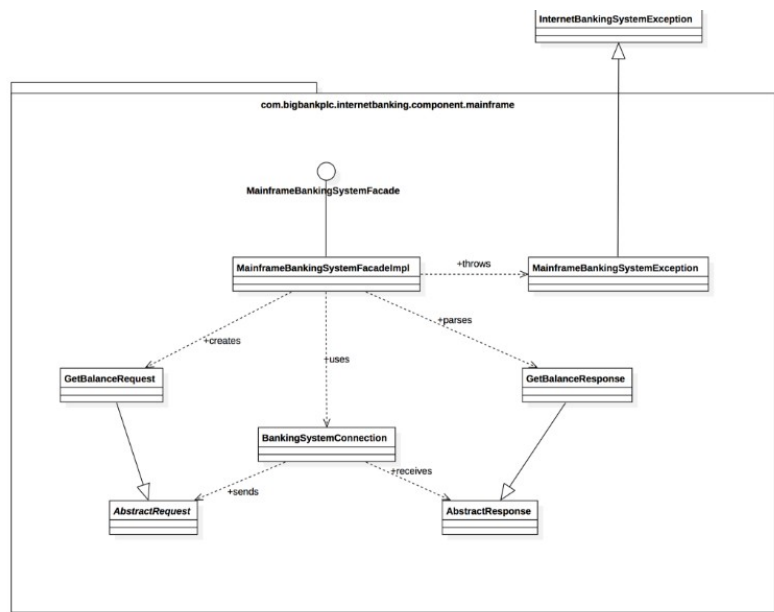 InternetBankingSystemException
com.bigbankplc.internetbanking.component.mainframe
MainframeBankingSystemFacade
MainframeBankingSystemFacadeImpl
+throws
MainframeBankingSystemException
+creates
+uses
+parses
GetBalanceRequest
GetBalanceResponse
BankingSystemConnection
+sends
+receives
AbstractRequest
AbstractResponse